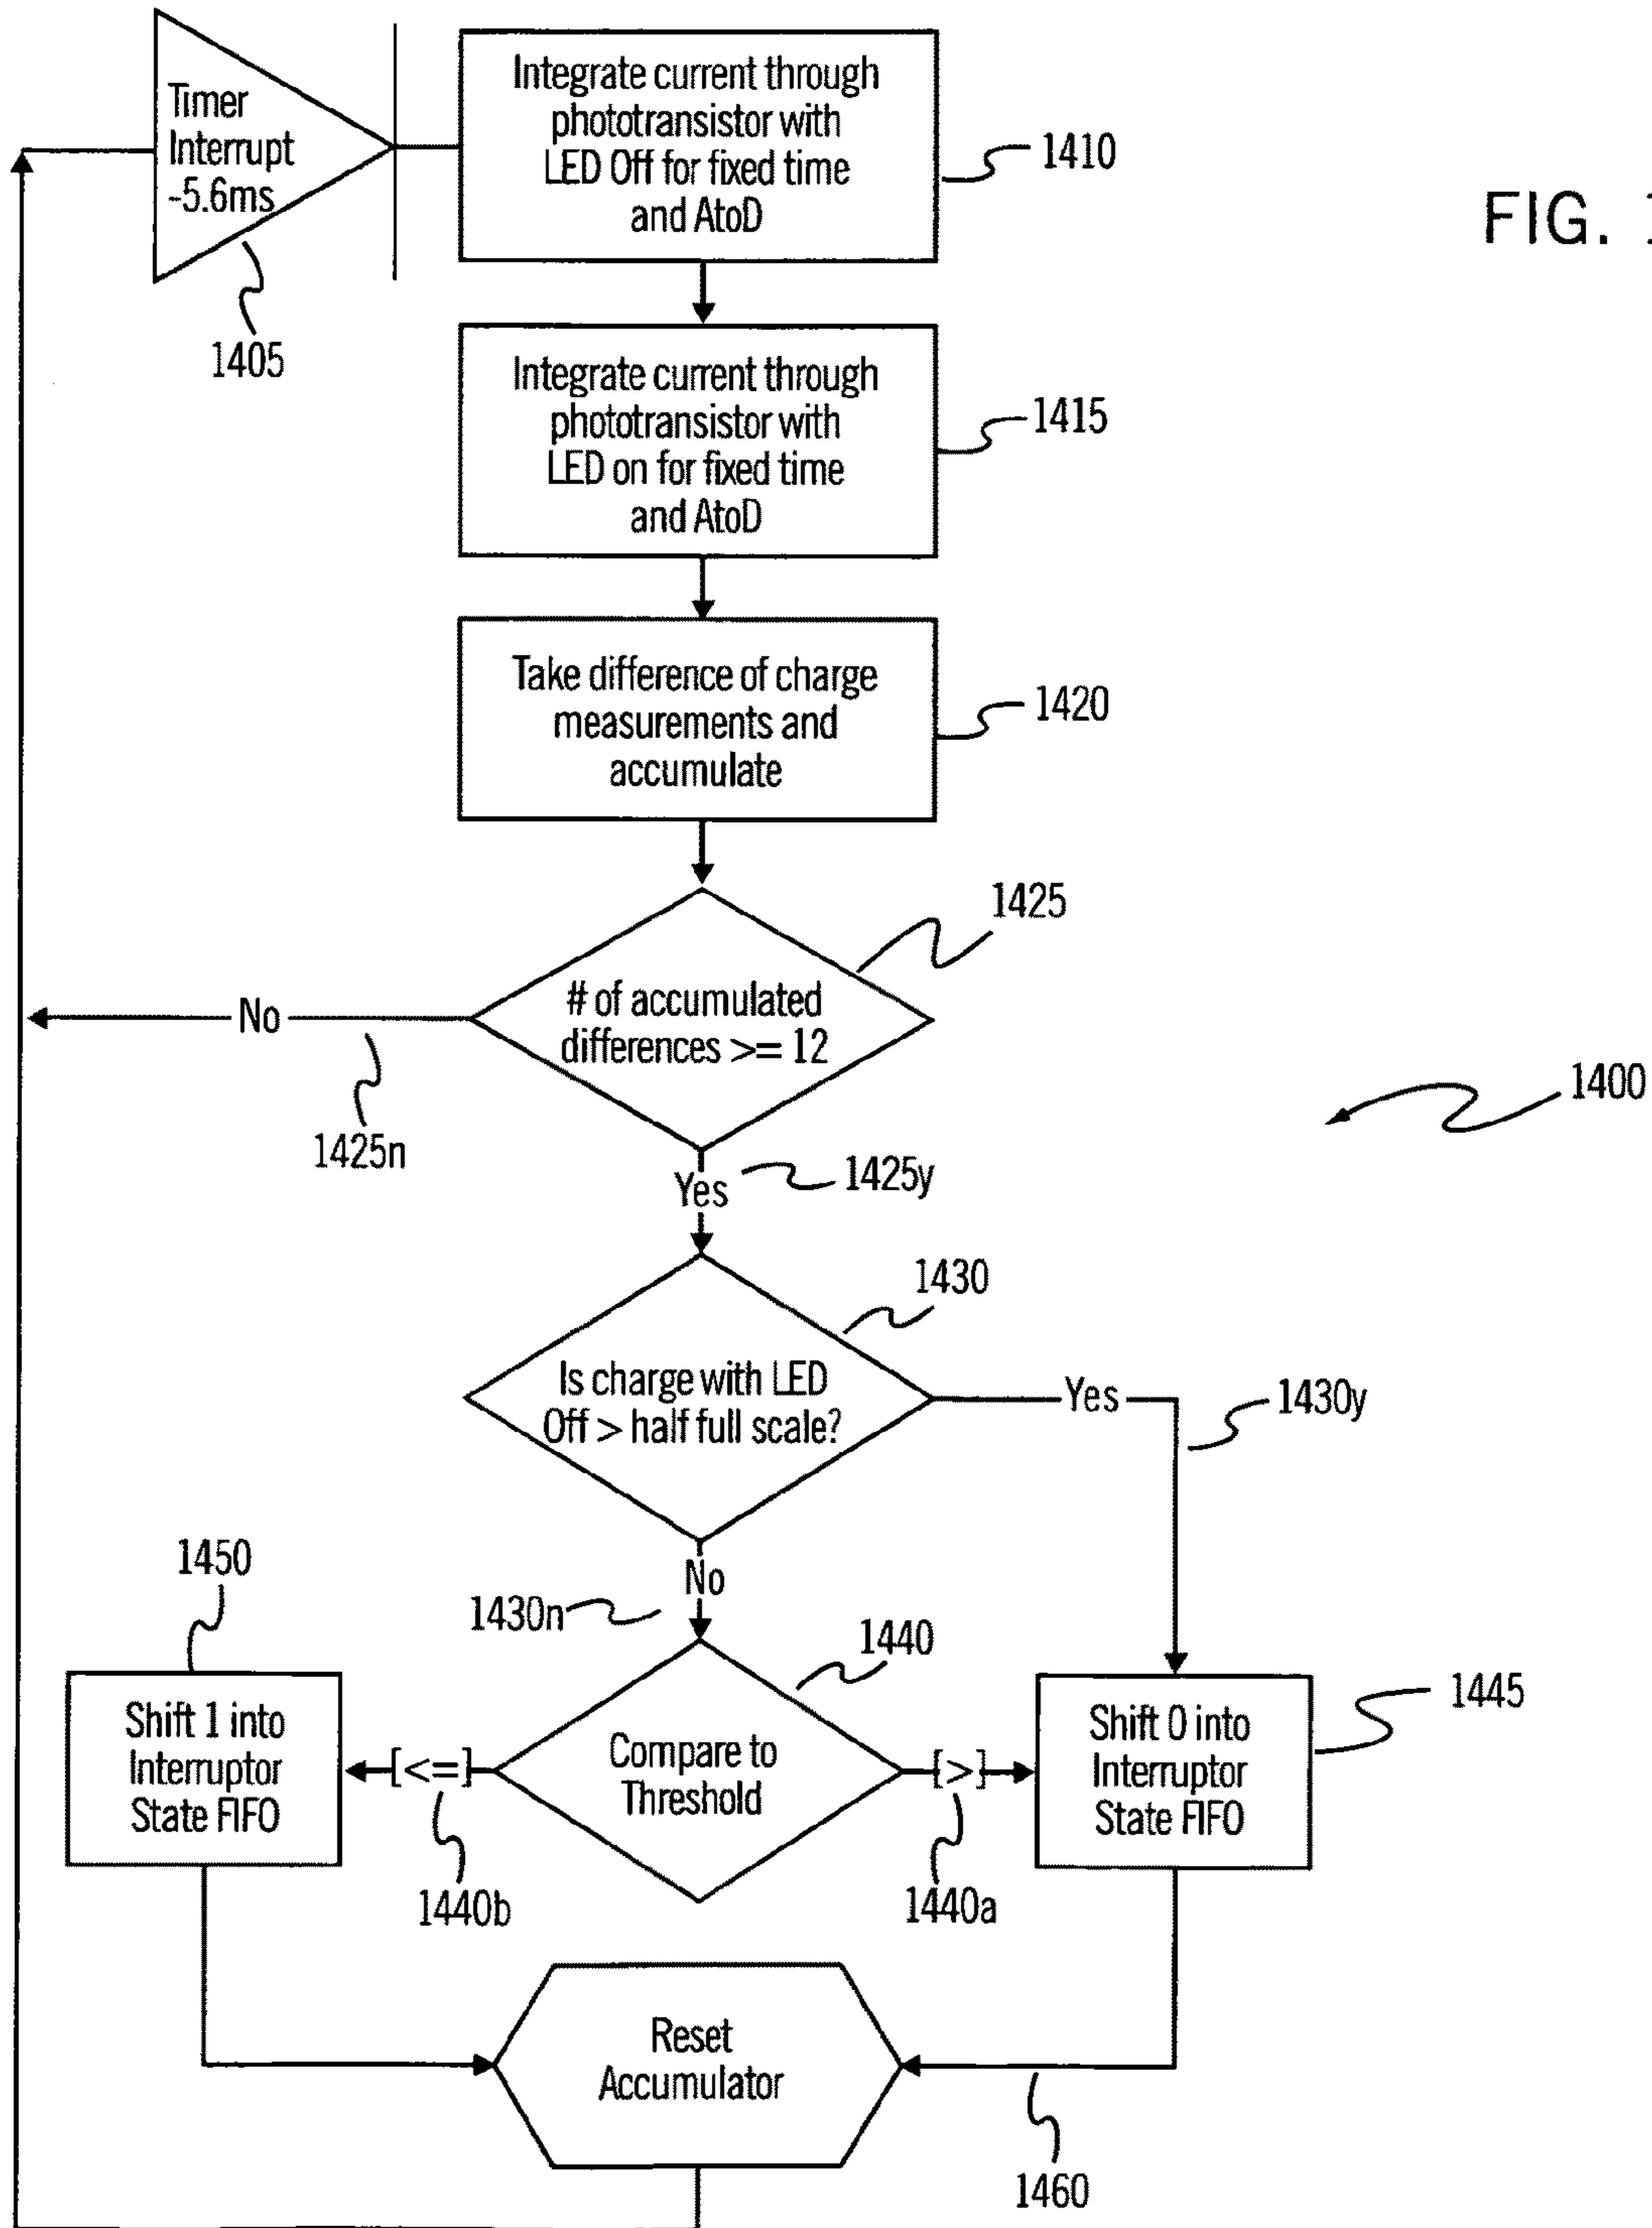 Timer
Interrupt
~5.6ms
1405
Integrate current through
phototransistor with
LED Off for fixed time
and AtoD
1410
FIG. 1
Integrate current through
phototransistor with
LED on for fixed time
and AtoD
1415
Take difference of charge
measurements and
accumulate
1420
1425
# of accumulated
differences >= 12
No
1425n
1400
Yes
1425y
1430
Is charge with LED
Off > half full scale?
Yes
1430y
No
1430n
1450
1440
Shift 1 into
Interruptor
State FIFO
[<=]
Compare to
Threshold
[>]
Shift 0 into
Interruptor
State FIFO
1445
1440b
1440a
Reset
Accumulator
1460